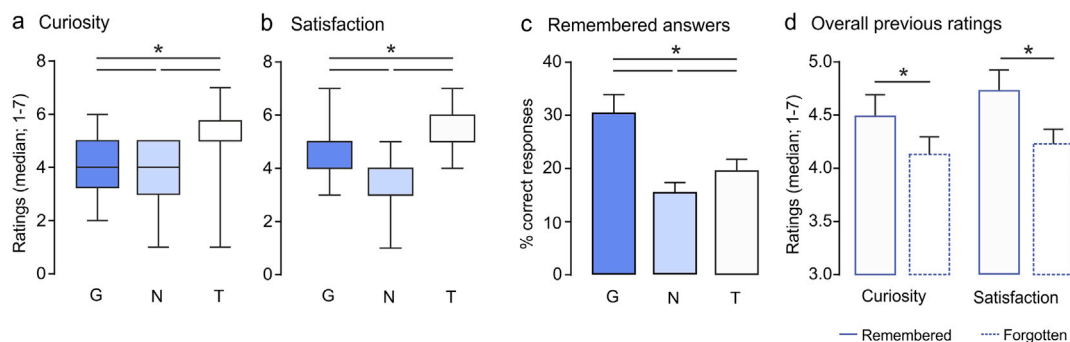 a Curiosity
Ratings (median; 1-7)
8
6
4
2
0
G N T
*
b Satisfaction
8
6
4
2
0
G N T
*
c Remembered answers
% correct responses
40
30
20
10
0
G N T
*
d Overall previous ratings
Ratings (median; 1-7)
5.0
4.5
4.0
3.5
3.0
*
*
Curiosity Satisfaction
Remembered Forgotten